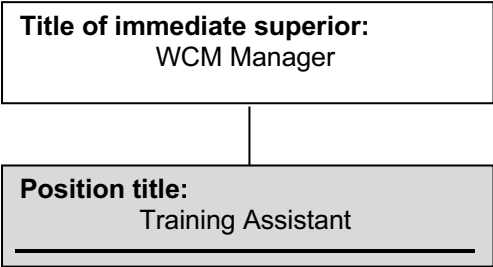 Title of immediate superior:
WCM Manager
Position title:
Training Assistant